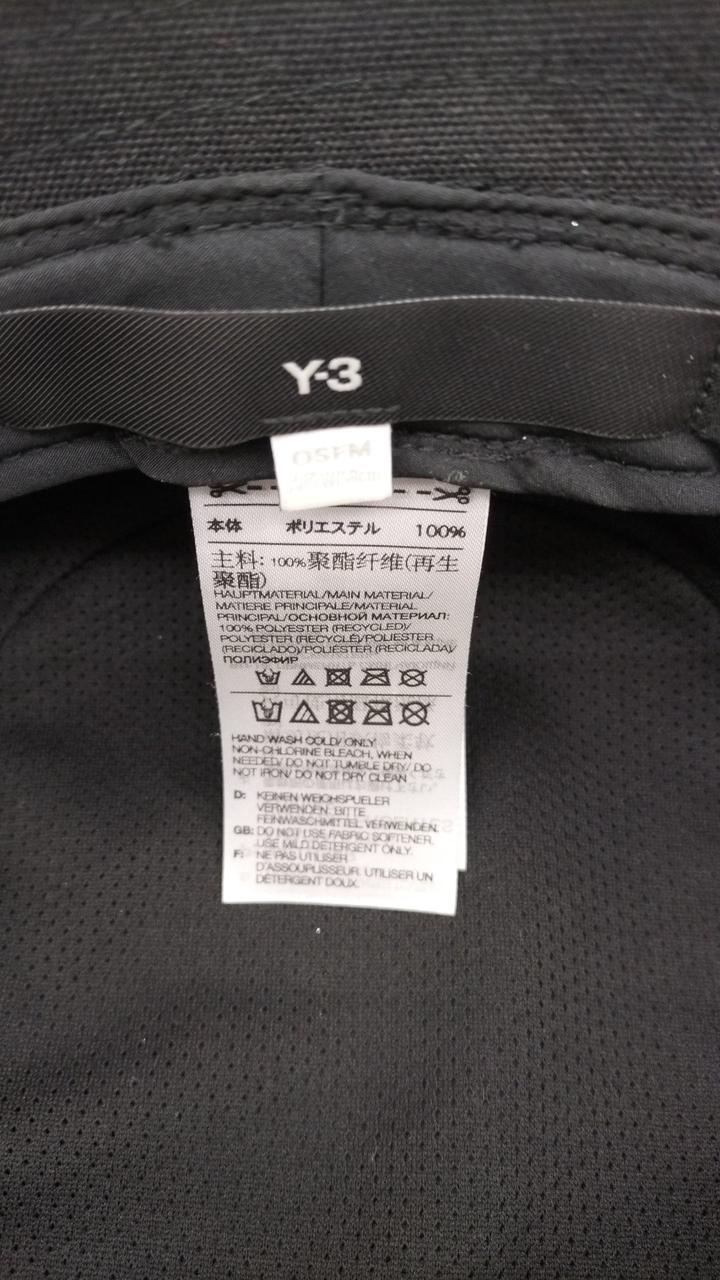 Y-3
OSFM
本体 ポリエステル 100%
主料: 100%聚酯纤维(再生
聚酯)
HAUPTMATERIAL/MAIN MATERIAL/
MATIERE PRINCIPALE/MATERIAL
PRINCIPAL/ОСНОВНОЙ МАТЕРИАЛ:
100% POLYESTER (RECYCLED)/
POLYESTER (RECYCLÉ)/POLIESTER
(RECICLADO)/POLIÉSTER (RECICLADA)/
ПОЛИЭФИР
HAND WASH COLD/ ONLY
NON-CHLORINE BLEACH, WHEN
NEEDED/ DO NOT TUMBLE DRY/ DO
NOT IRON/ DO NOT DRY CLEAN
D: KEINEN WEICHSPUELER
VERWENDEN. BITTE
FEINWASCHMITTEL VERWENDEN.
GB: DO NOT USE FABRIC SOFTENER.
USE MILD DETERGENT ONLY.
F: NE PAS UTILISER
D'ASSOUPLISSEUR. UTILISER UN
DÉTERGENT DOUX.